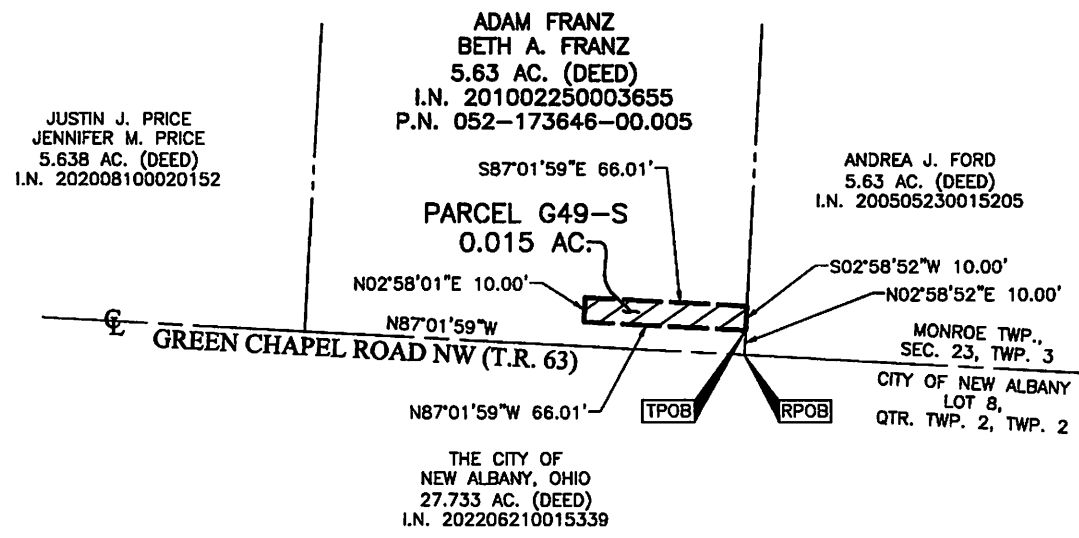 ADAM FRANZ
BETH A. FRANZ
5.63 AC. (DEED)
I.N. 201002250003655
P.N. 052-173646-00.005
JUSTIN J. PRICE
JENNIFER M. PRICE
5.638 AC. (DEED)
I.N. 202008100020152
ANDREA J. FORD
5.63 AC. (DEED)
I.N. 200505230015205
S87°01'59"E 66.01'
PARCEL G49-S
0.015 AC.
N02°58'01"E 10.00'
S02°58'52"W 10.00'
N02°58'52"E 10.00'
N87°01'59"W
℄ GREEN CHAPEL ROAD NW (T.R. 63)
MONROE TWP.,
SEC. 23, TWP. 3
CITY OF NEW ALBANY
LOT 8,
QTR. TWP. 2, TWP. 2
N87°01'59"W 66.01'
TPOB
RPOB
THE CITY OF
NEW ALBANY, OHIO
27.733 AC. (DEED)
I.N. 202206210015339